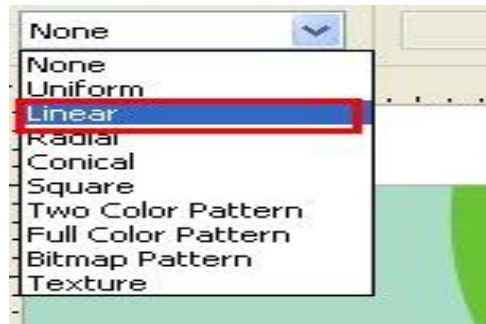 None
None
Uniform
Linear
Radial
Conical
Square
Two Color Pattern
Full Color Pattern
Bitmap Pattern
Texture